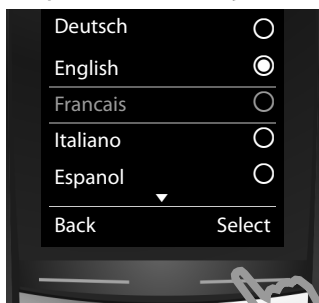 Deutsch
English
Francais
Italiano
Espanol
Back Select